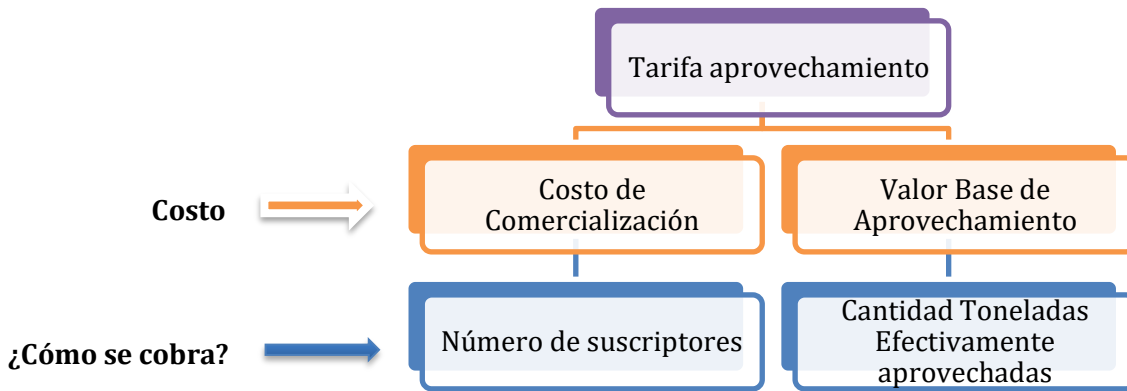 Tarifa aprovechamiento
Costo
Costo de
Comercialización
Valor Base de
Aprovechamiento
¿Cómo se cobra?
Número de suscriptores
Cantidad Toneladas
Efectivamente
aprovechadas